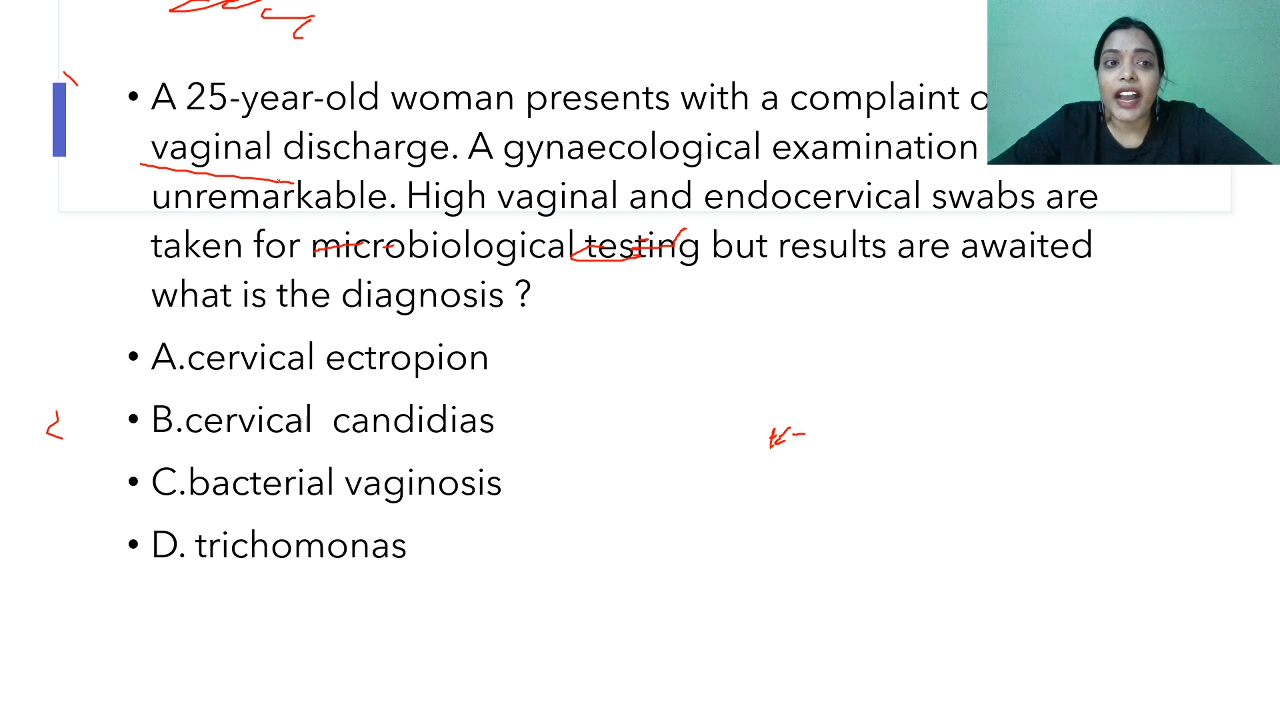 • A 25-year-old woman presents with a complaint
vaginal discharge. A gynaecological examination
unremarkable. High vaginal and endocervical swabs are
taken for microbiological testing but results are awaited
what is the diagnosis ?
• A.cervical ectropion
• B.cervical candidias
• C.bacterial vaginosis
• D. trichomonas